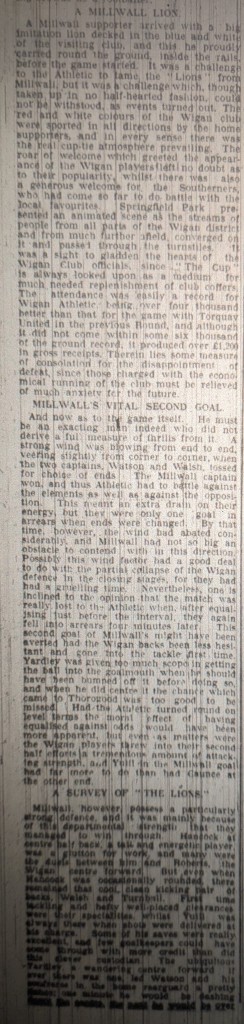 A MILLWALL LION.
A Millwall supporter arrived with a big
imitation lion decked in the blue and white
of the visiting club, and this he proudly
carried round the ground, inside the rails,
before the game started. It was a challenge
to the Athletic to tame the "Lions" from
Millwall, but it was a challenge which, though
taken up in no half-hearted fashion, could
not be withstood, as events turned out. The
red and white colours of the Wigan club
were sported in all directions by the home
supporters, and in every sense there was
the real cup-tie atmosphere prevailing. The
roar of welcome which greeted the appear-
ance of the Wigan players left no doubt as
to their popularity, whilst there was also
a generous welcome for the Southerners,
who had come so far to do battle with the
local favourites. Springfield Park pre-
sented an animated scene as the streams of
people from all parts of the Wigan district
and from much further afield, converged on
it and passed through the turnstiles. It
was a sight to gladden the hearts of the
Wigan Club officials, since "The Cup"
is always looked upon as a medium for
much needed replenishment of club coffers.
The attendance was easily a record for
Wigan Athletic being over four thousand
better than that for the game with Torquay
United in the previous Round, and although
it did not come within some six thousand
of the ground record, it produced over £1,200
in gross receipts. Therein lies some measure
of consolation for the disappointment of
defeat, since those charged with the econo-
mical running of the club must be relieved
of much anxiety for the future.
MILLWALL'S VITAL SECOND GOAL.
And now as to the game itself. He must
be an exacting man indeed who did not
derive a full measure of thrills from it. A
strong wind was blowing from end to end,
veering slightly from corner to corner, when
the two captains, Watson and Walsh, tossed
for choice of ends. The Millwall captain
won, and thus Athletic had to battle against
the elements as well as against the opposi-
tion. This meant an extra drain on their
energy, but they were only one goal in
arrears when ends were changed. By that
time, however, the wind had abated con-
siderably, and Millwall had not so big an
obstacle to contend with in this direction.
Possibly this wind factor had a good deal
to do with the partial collapse of the Wigan
defence in the closing stages, for they had
had a gruelling time. Nevertheless, one is
inclined to the opinion that the match was
really lost to the Athletic when, after equal-
ising just before the interval, they again
fell into arrears four minutes later. This
second goal of Millwall's might have been
averted had the Wigan backs been less hesi-
tant and gone into the tackle first time.
Yardley was given too much scope in getting
the ball into the goalmouth when he should
have been bundled off it before doing so,
and when he did centre it the chance which
came to Thorogood was too good to be
missed. Had the Athletic turned round on
level terms the moral effect of having
equalised against odds would have been
more apparent, but even as matters were
the Wigan players threw into their second
half efforts a tremendous amount of attack-
ing strength, and Yuill in the Millwall goal
had far more to do than had Caunce at
the other end.
A SURVEY OF "THE LIONS."
Millwall, however, possess a particularly
strong defence, and it was mainly because
of this departmental strength that they
managed to win through. Hancock at
centre half back, a tall and energetic player,
was a glutton for work, and many were
the duels between him and Roberts, the
Wigan centre forward. But even when
Hancock was occasionally rounded, there
remained that cool, clean kicking pair of
backs, Walsh and Turnbull. First time
tackling and hefty well-placed clearances
were their specialities, whilst Yuill
always there when shots were delivered at
his charge. Some of his saves were really
excellent, and few goalkeepers could have
come through with more credit than did
this clever custodian. The ubiquitous
Yardley